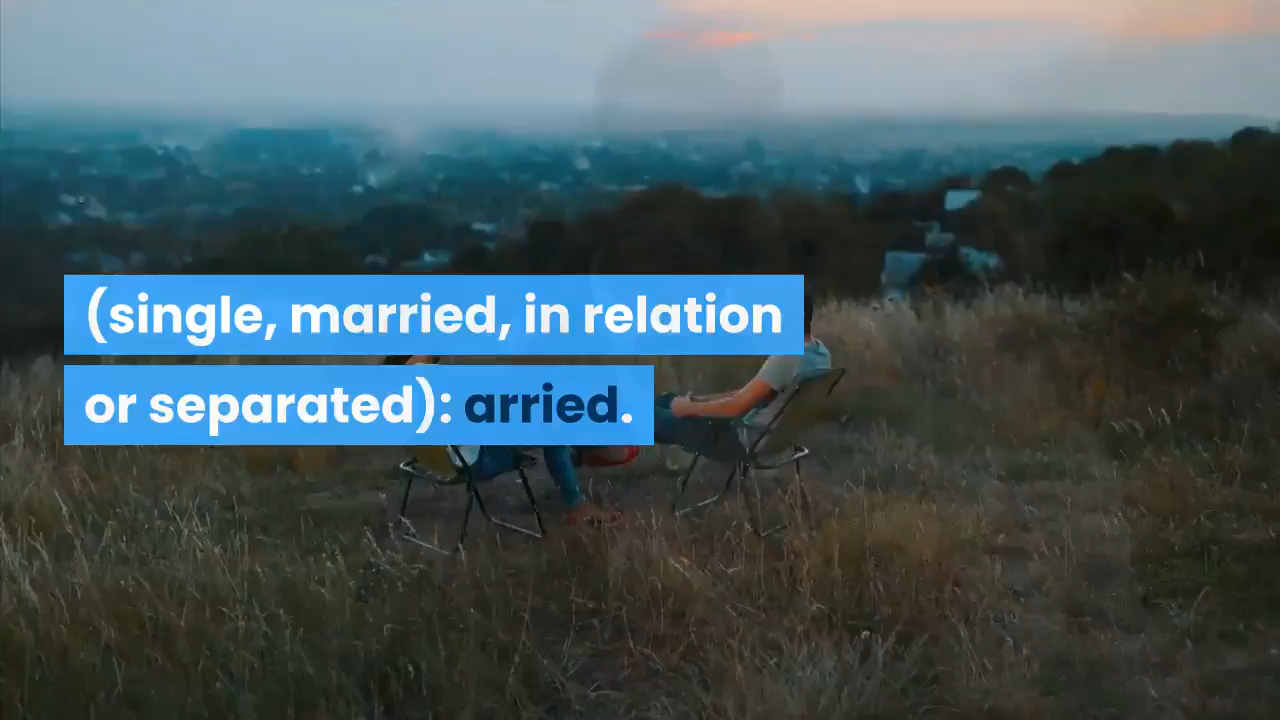 (single, married, in relation
or separated): arried.